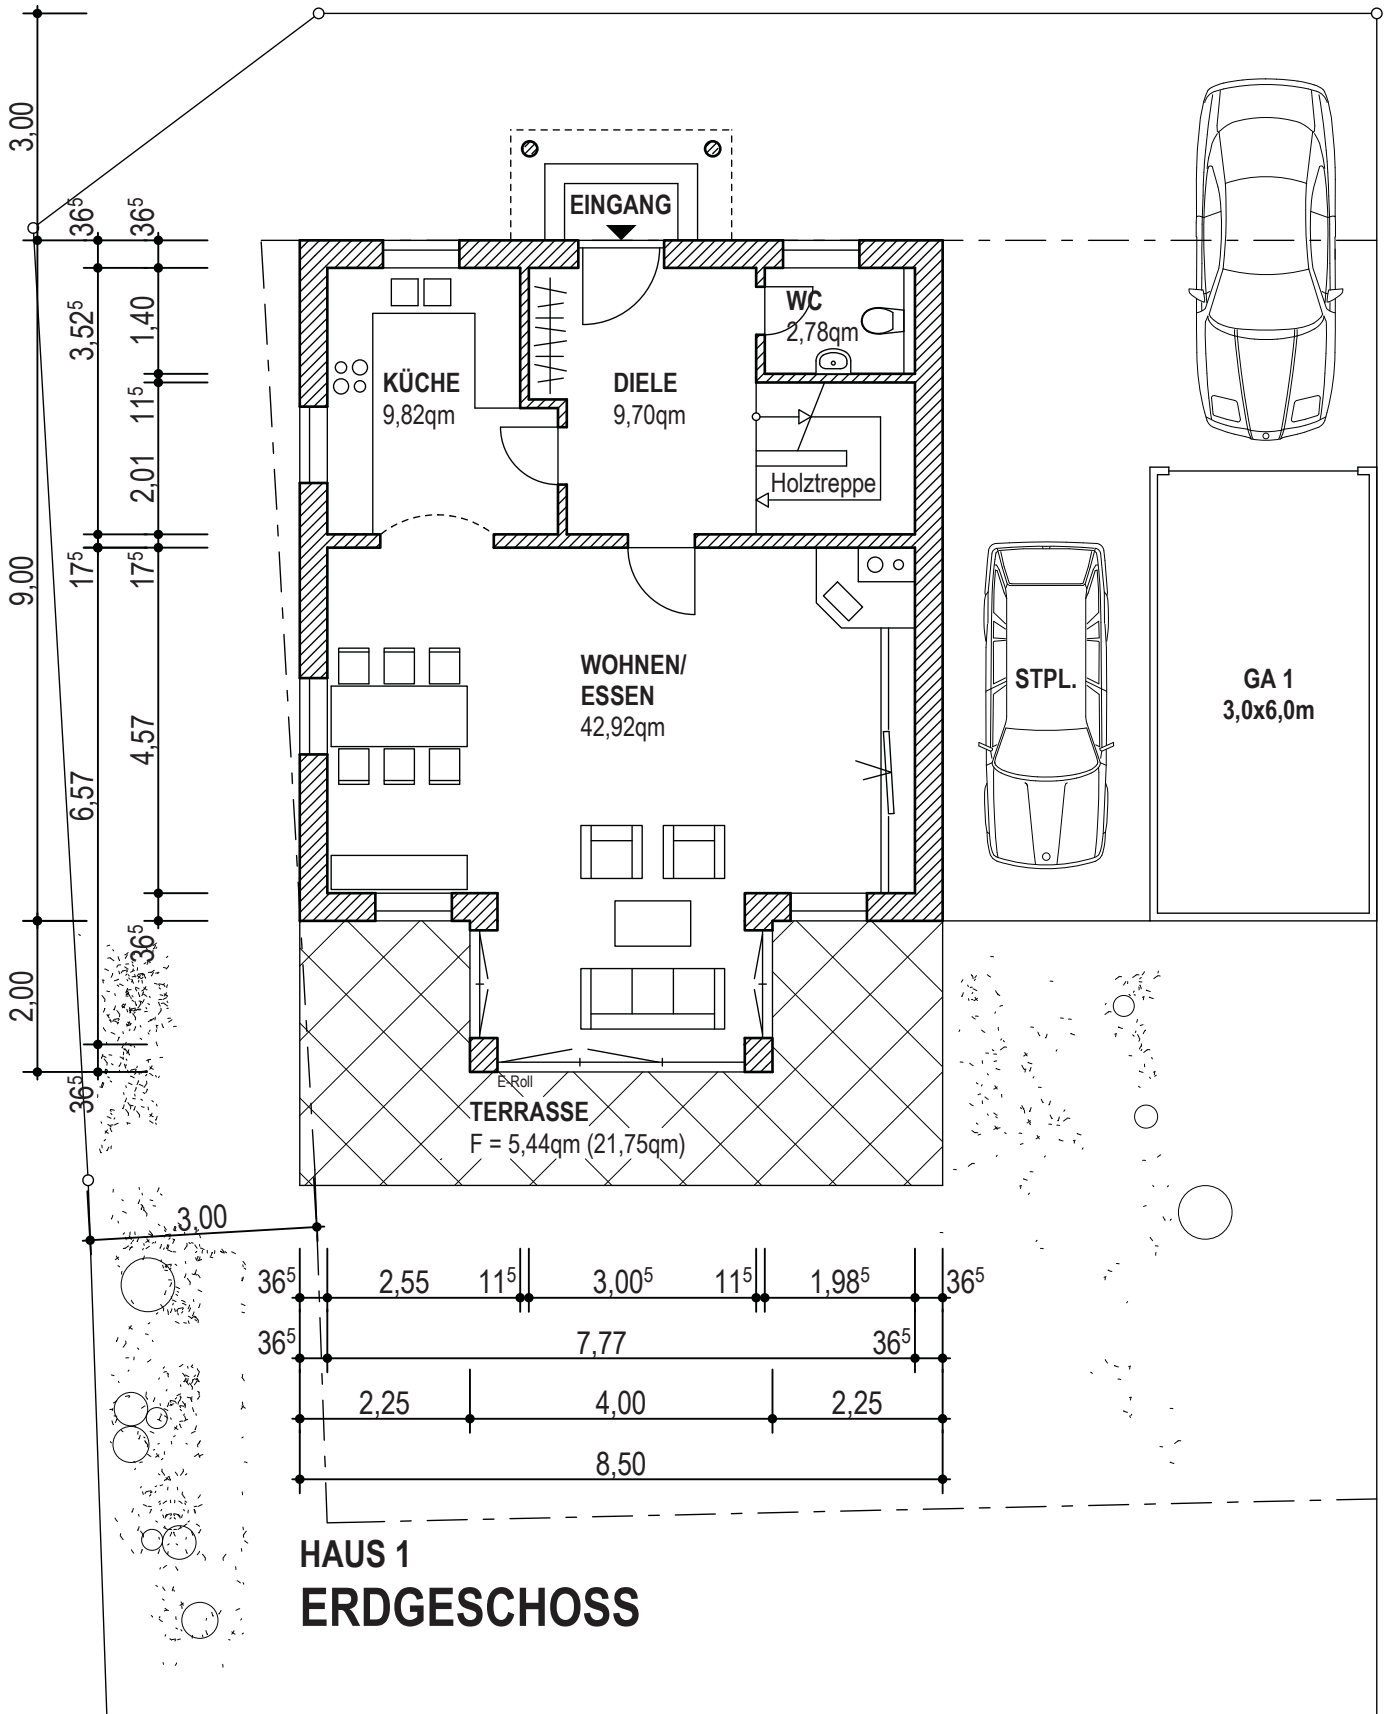 3,00
36⁵
36⁵
EINGANG
3,52⁵
1,40
WC
2,78qm
KÜCHE
9,82qm
DIELE
9,70qm
11⁵
2,01
Holztreppe
9,00
17⁵
17⁵
WOHNEN/
ESSEN
42,92qm
STPL.
GA 1
3,0x6,0m
4,57
6,57
36⁵
2,00
36⁵
E-Roll
TERRASSE
F = 5,44qm (21,75qm)
3,00
36⁵ 2,55 11⁵ 3,00⁵ 11⁵ 1,98⁵ 36⁵
36⁵ 7,77 36⁵
2,25 4,00 2,25
8,50
HAUS 1
ERDGESCHOSS